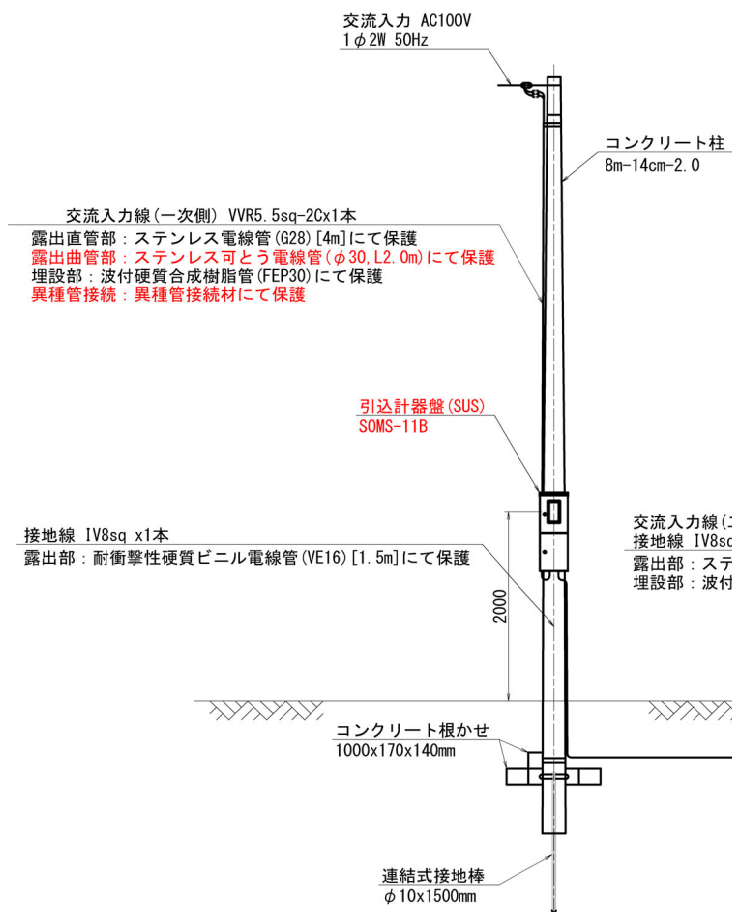 交流入力 AC100V
1φ2W 50Hz
コンクリート柱
8m-14cm-2.0
交流入力線(一次側) VVR5.5sq-2Cx1本
露出直管部：ステンレス電線管(G28)[4m]にて保護
露出曲管部：ステンレス可とう電線管(φ30,L2.0m)にて保護
埋設部：波付硬質合成樹脂管(FEP30)にて保護
異種管接続：異種管接続材にて保護
引込計器盤(SUS)
SOMS-11B
接地線 IV8sq x1本
露出部：耐衝撃性硬質ビニル電線管(VE16)[1.5m]にて保護
交流入力線(
接地線 IV8sq
露出部：ステ
埋設部：波付
2000
コンクリート根かせ
1000x170x140mm
連結式接地棒
φ10x1500mm